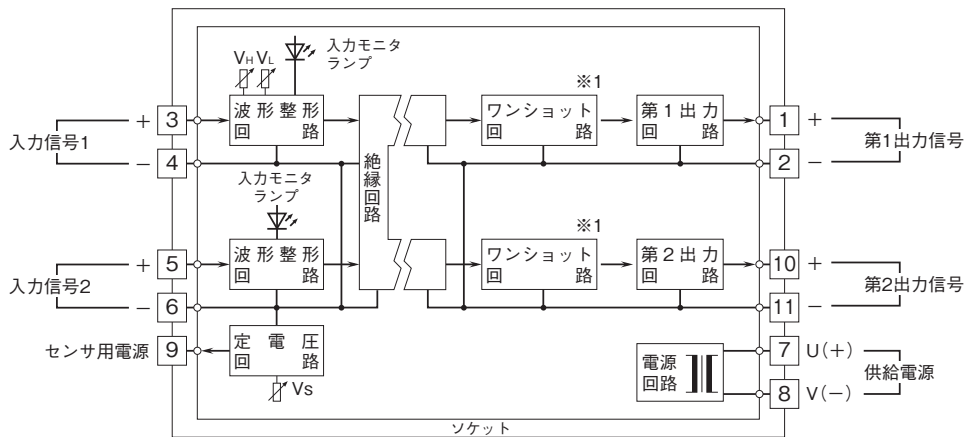 入力モニタ
ランプ
VH VL
※1
3
波形整形
回路
ワンショット
回路
第1出力
回路
1
+
+
入力信号1
第1出力信号
4
−
2
−
絶縁回路
入力モニタ
ランプ
※1
5
+
波形整形
回路
ワンショット
回路
第2出力
回路
10
+
入力信号2
第2出力信号
6
−
11
−
センサ用電源
9
定電圧
回路
Vs
電源
回路
7
U(+)
供給電源
8
V(−)
ソケット